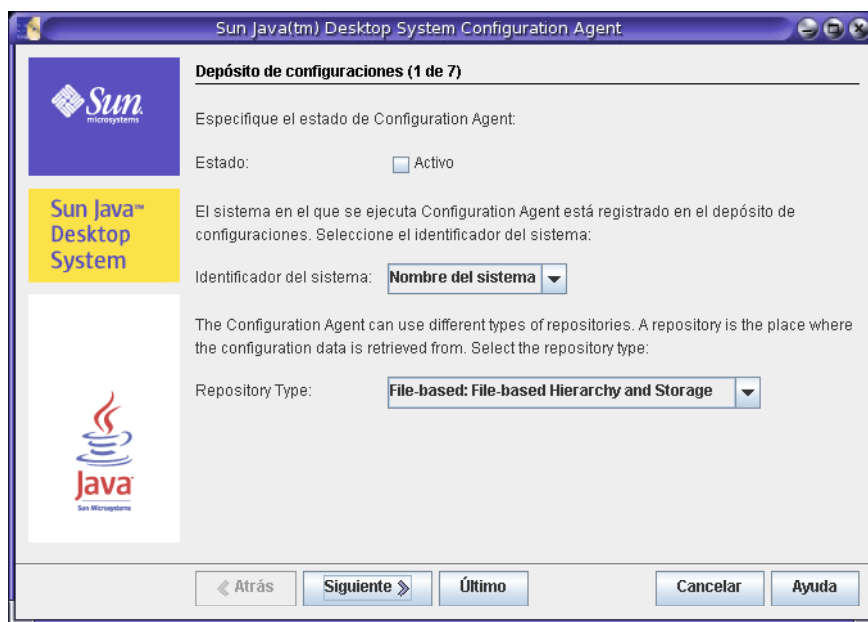 Sun Java(tm) Desktop System Configuration Agent
Sun
microsystems
Sun Java™
Desktop
System
Java
Sun Microsystems
Depósito de configuraciones (1 de 7)
Especifique el estado de Configuration Agent:
Estado: Activo
El sistema en el que se ejecuta Configuration Agent está registrado en el depósito de
configuraciones. Seleccione el identificador del sistema:
Identificador del sistema: Nombre del sistema
The Configuration Agent can use different types of repositories. A repository is the place where
the configuration data is retrieved from. Select the repository type:
Repository Type: File-based: File-based Hierarchy and Storage
Atrás Siguiente Último Cancelar Ayuda